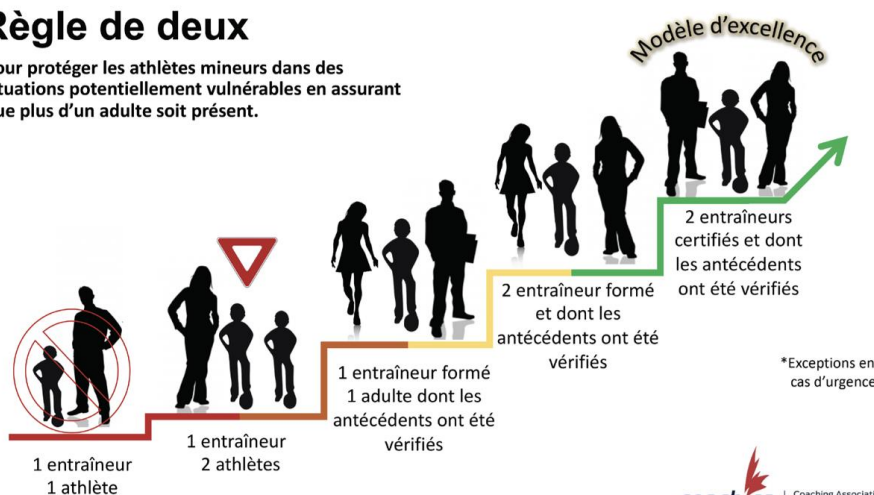 Règle de deux
our protéger les athlètes mineurs dans des
tuations potentiellement vulnérables en assurant
ue plus d'un adulte soit présent.
Modèle d'excellence
2 entraîneurs
certifiés et dont
les antécédents
ont été vérifiés
2 entraîneur formé
et dont les
antécédents ont été
vérifiés
*Exceptions en
cas d'urgence
1 entraîneur formé
1 adulte dont les
antécédents ont été
vérifiés
1 entraîneur
2 athlètes
1 entraîneur
1 athlète
Coaching Associati